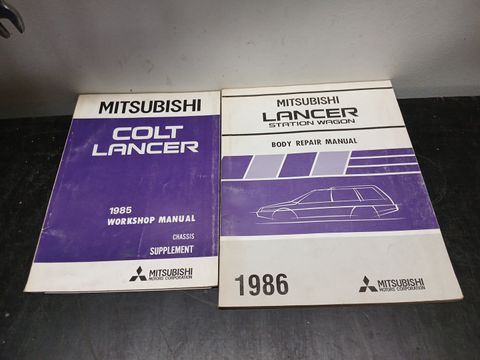 MITSUBISHI
COLT
LANCER
1985
WORKSHOP MANUAL
CHASSIS
SUPPLEMENT
MITSUBISHI
MOTORS CORPORATION
MITSUBISHI
LANCER
STATION WAGON
BODY REPAIR MANUAL
1986
MITSUBISHI
MOTORS CORPORATION